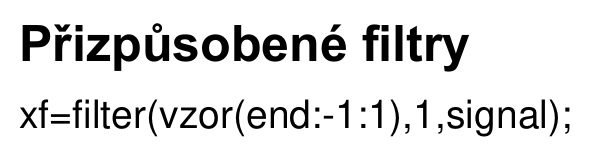 Přizpůsobené filtry
xf=filter(vzor(end:-1:1),1,signal);